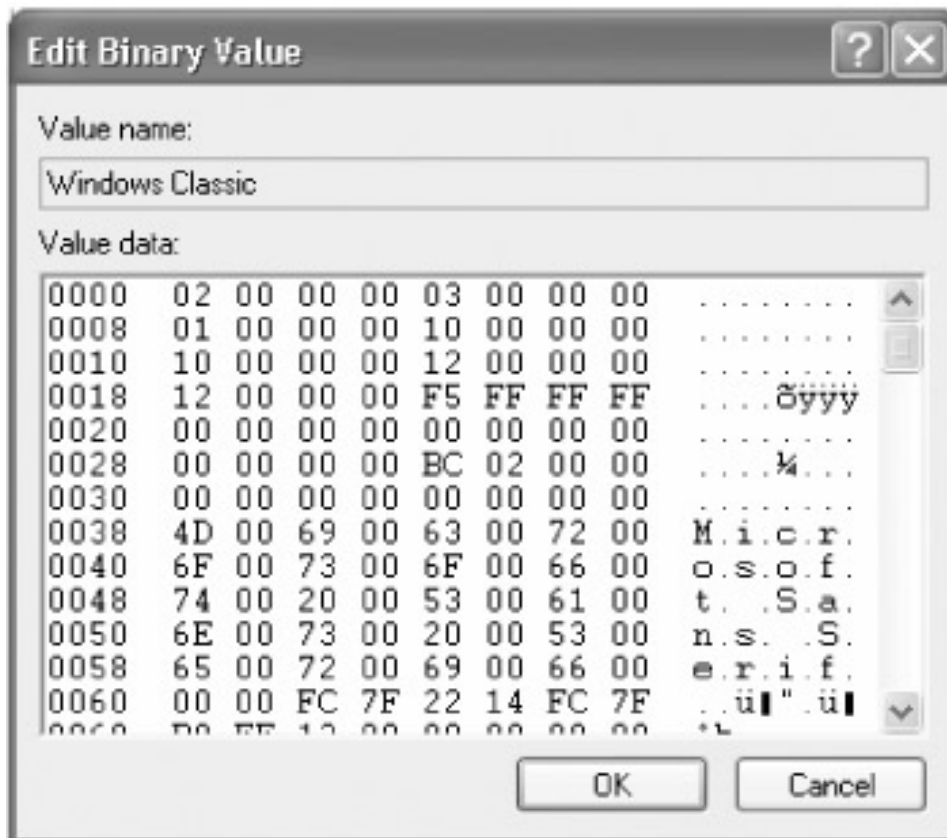 Edit Binary Value
Value name:
Windows Classic
Value data:
0000 02 00 00 00 03 00 00 00 ........
0008 01 00 00 00 10 00 00 00 ........
0010 10 00 00 00 12 00 00 00 ........
0018 12 00 00 00 F5 FF FF FF ....õÿÿÿ
0020 00 00 00 00 00 00 00 00 ........
0028 00 00 00 00 BC 02 00 00 ....¼...
0030 00 00 00 00 00 00 00 00 ........
0038 4D 00 69 00 63 00 72 00 M.i.c.r.
0040 6F 00 73 00 6F 00 66 00 o.s.o.f.
0048 74 00 20 00 53 00 61 00 t. .S.a.
0050 6E 00 73 00 20 00 53 00 n.s. .S.
0058 65 00 72 00 69 00 66 00 e.r.i.f.
0060 00 00 FC 7F 22 14 FC 7F ..ü▮".ü▮
OK Cancel